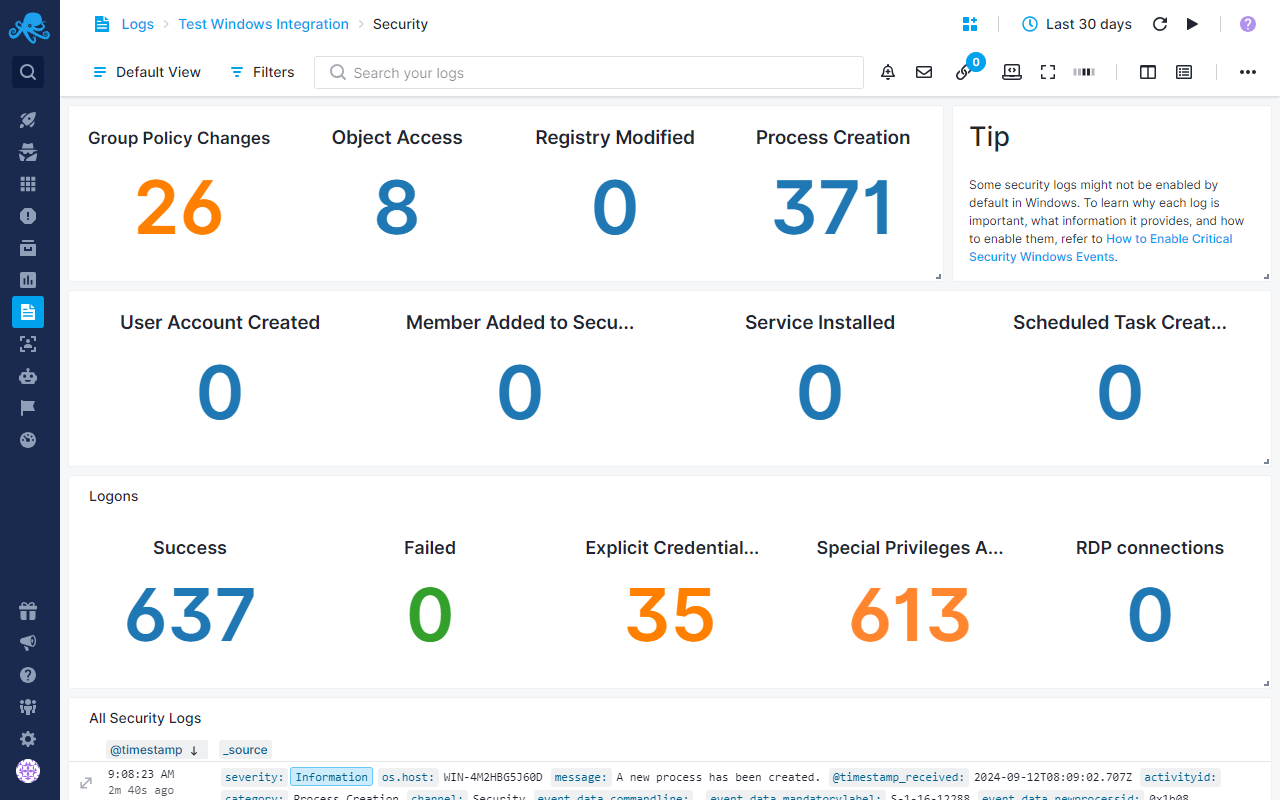 Logs Test Windows Integration Security
Last 30 days
Default View Filters Search your logs
0
Group Policy Changes Object Access Registry Modified Process Creation
26 8 0 371
Tip
Some security logs might not be enabled by
default in Windows. To learn why each log is
important, what information it provides, and how
to enable them, refer to How to Enable Critical
Security Windows Events.
User Account Created Member Added to Secu... Service Installed Scheduled Task Creat...
0 0 0 0
Logons
Success Failed Explicit Credential... Special Privileges A... RDP connections
637 0 35 613 0
All Security Logs
@timestamp ↓ _source
9:08:23 AM severity: Information os.host: WIN-4M2HBG5J60D message: A new process has been created. @timestamp_received: 2024-09-12T08:09:02.707Z activityid:
2m 40s ago
category: Process Creation channel: Security event_data.commandline: event_data.mandatorylabel: S-1-16-12288 event_data.newprocessid: 0x1b08